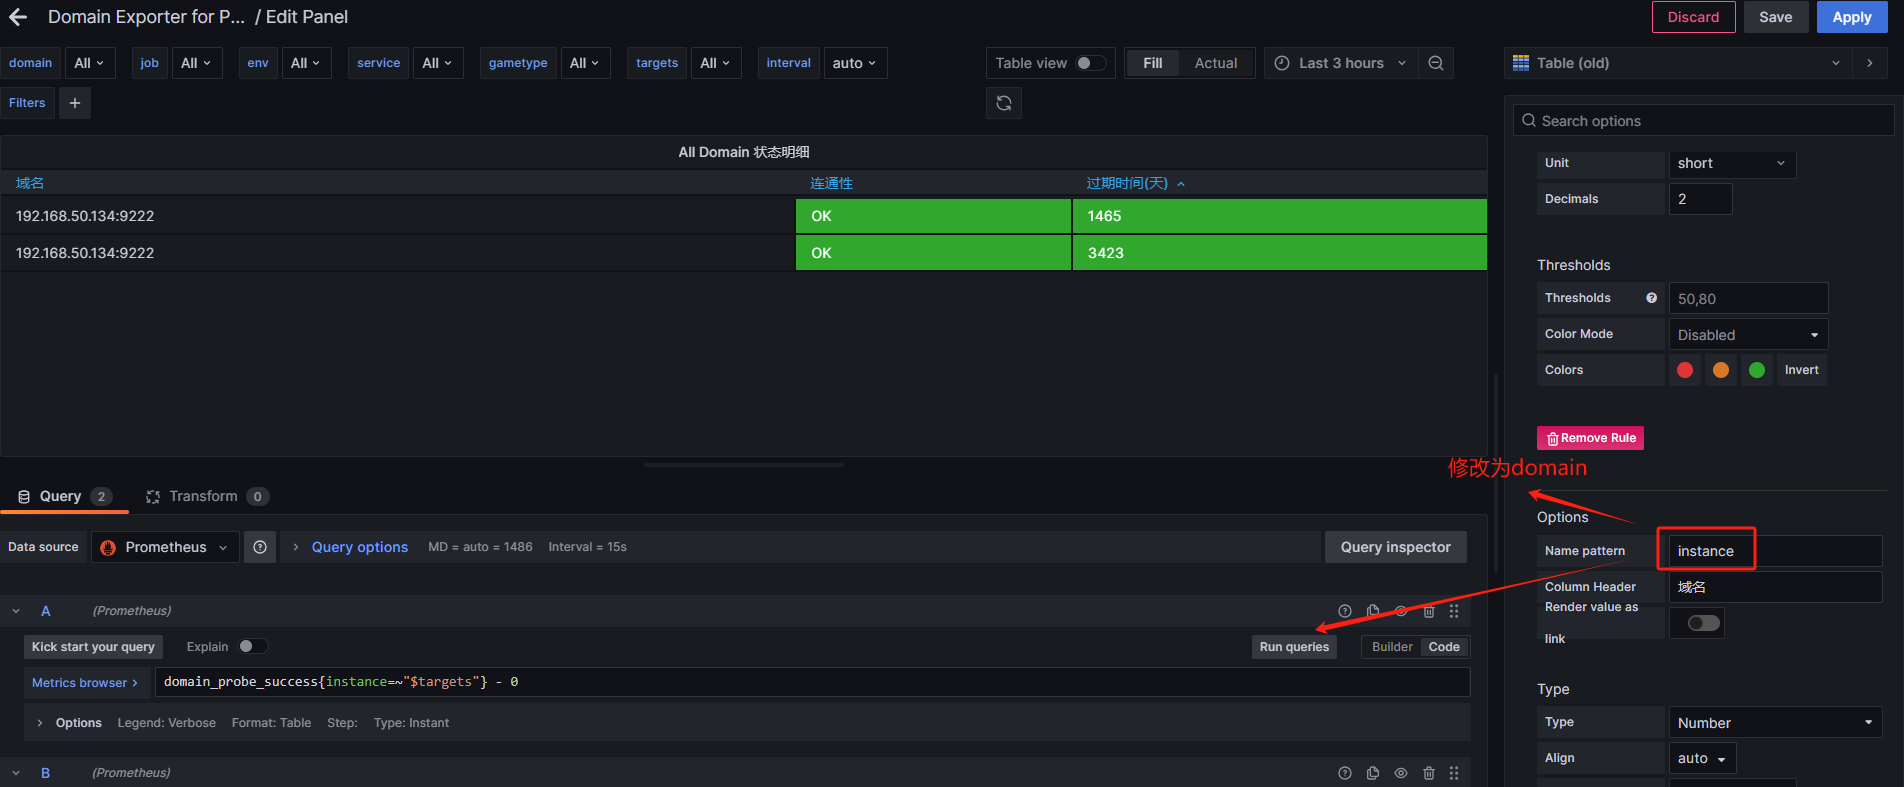 Domain Exporter for P... / Edit Panel
Discard Save Apply
domain All job All env All service All gametype All targets All interval auto
Table view Fill Actual Last 3 hours
Table (old)
Filters +
Search options
All Domain 状态明细
域名 连通性 过期时间(天)
192.168.50.134:9222 OK 1465
192.168.50.134:9222 OK 3423
Unit short
Decimals 2
Thresholds
Thresholds 50,80
Color Mode Disabled
Colors Invert
Remove Rule
修改为domain
Options
Name pattern instance
Column Header 域名
Render value as
link
Type
Type Number
Align auto
Query 2 Transform 0
Data source Prometheus Query options MD = auto = 1486 Interval = 15s Query inspector
A (Prometheus)
Kick start your query Explain Run queries Builder Code
Metrics browser > domain_probe_success{instance=~"$targets"} - 0
> Options Legend: Verbose Format: Table Step: Type: Instant
B (Prometheus)